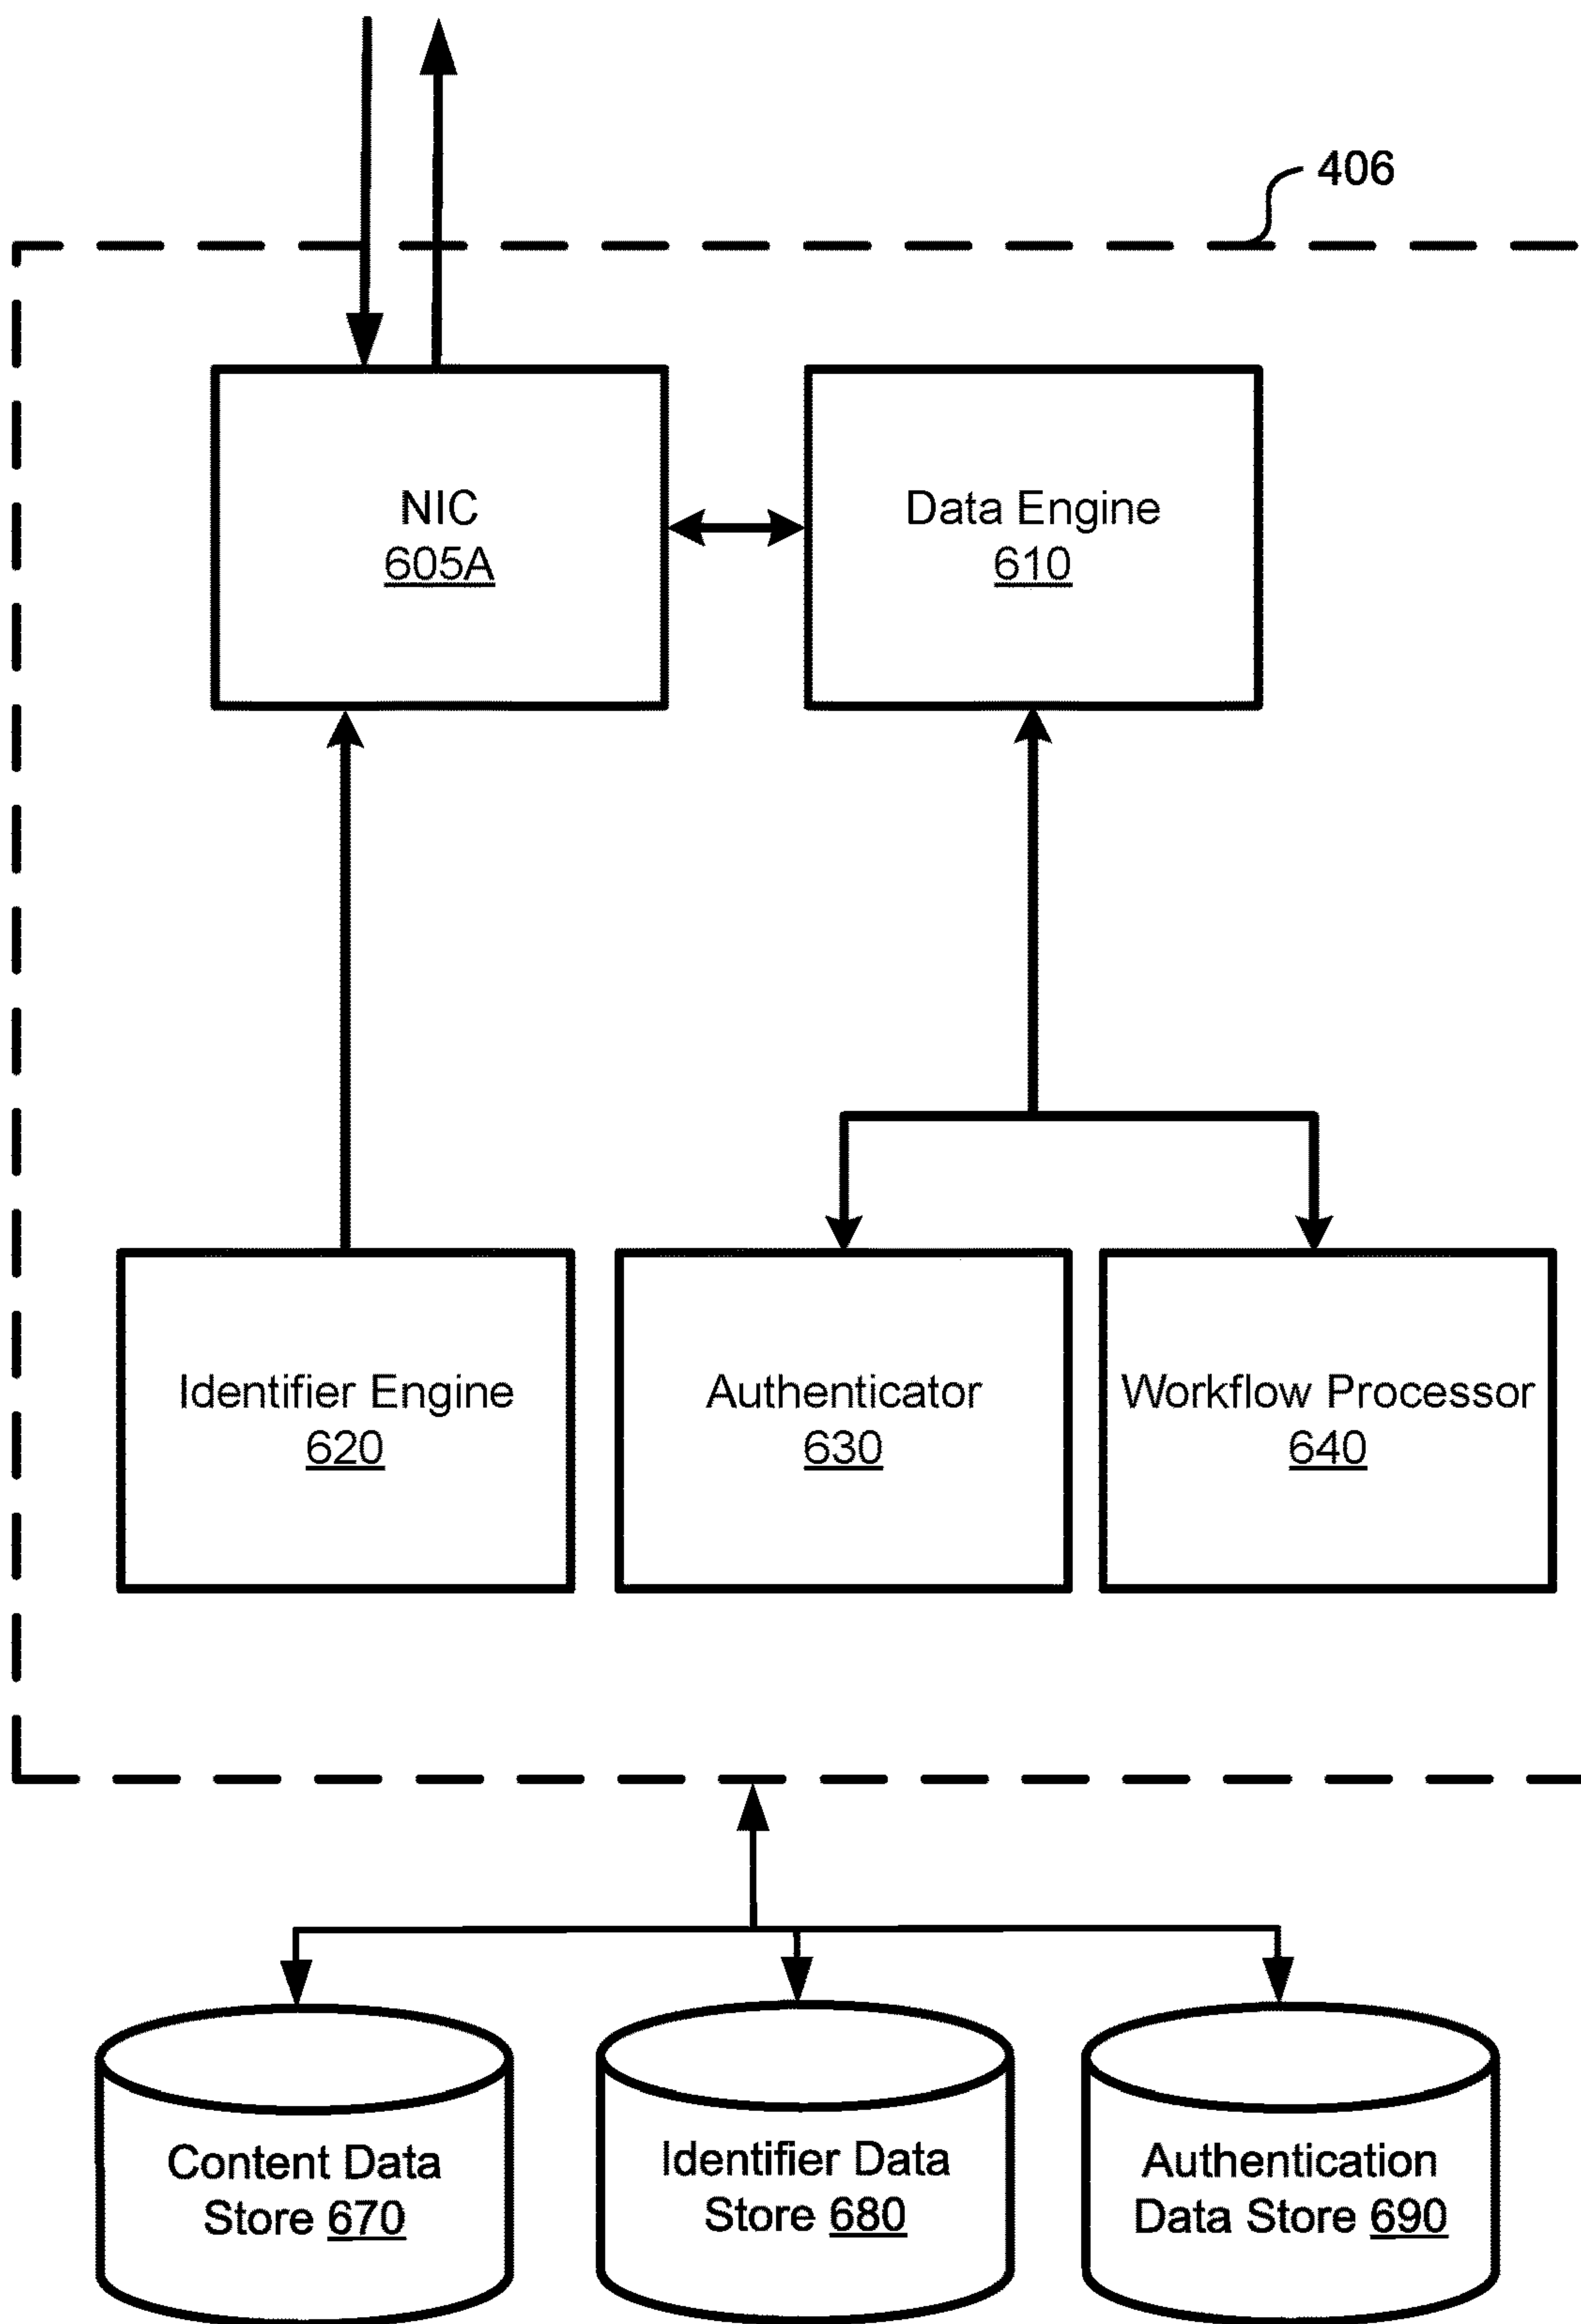 406
NIC
605A
Data Engine
610
Identifier Engine
620
Authenticator
630
Workflow Processor
640
Content Data
Store 670
Identifier Data
Store 680
Authentication
Data Store 690